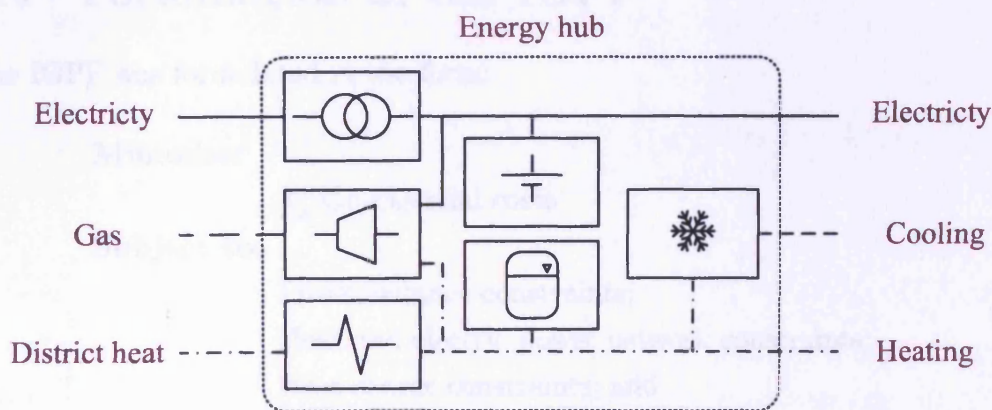 Energy hub
Electricty
Electricty
Gas
Cooling
District heat
Heating